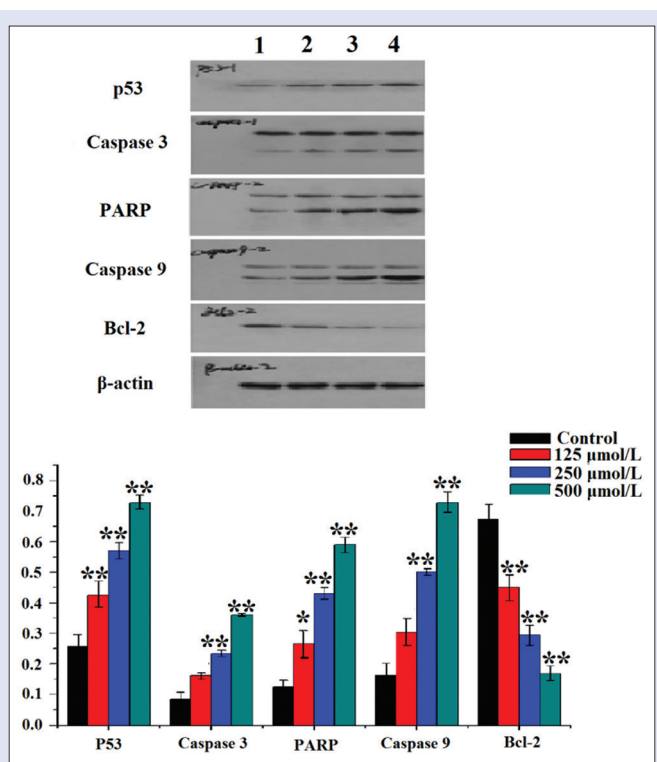 1 2 3 4
p53
Caspase 3
PARP
Caspase 9
Bcl-2
β-actin
Control
125 μmol/L
250 μmol/L
500 μmol/L
0.8
0.7
0.6
0.5
0.4
0.3
0.2
0.1
0.0
** ** **
** **
* ** **
** **
** ** **
P53 Caspase 3 PARP Caspase 9 Bcl-2